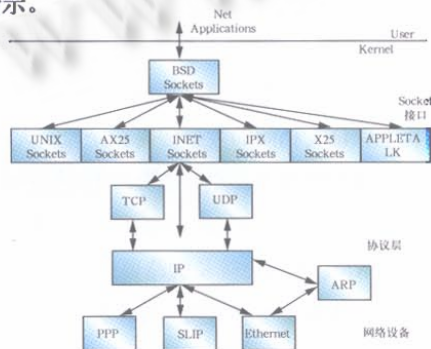 示。
Net
Applications
User
Kernel
BSD
Sockets
Socket
接口
UNIX
Sockets
AX25
Sockets
INET
Sockets
IPX
Sockets
X25
Sockets
APPLETA
LK
TCP
UDP
协议层
IP
ARP
PPP
SLIP
Ethernet
网络设备